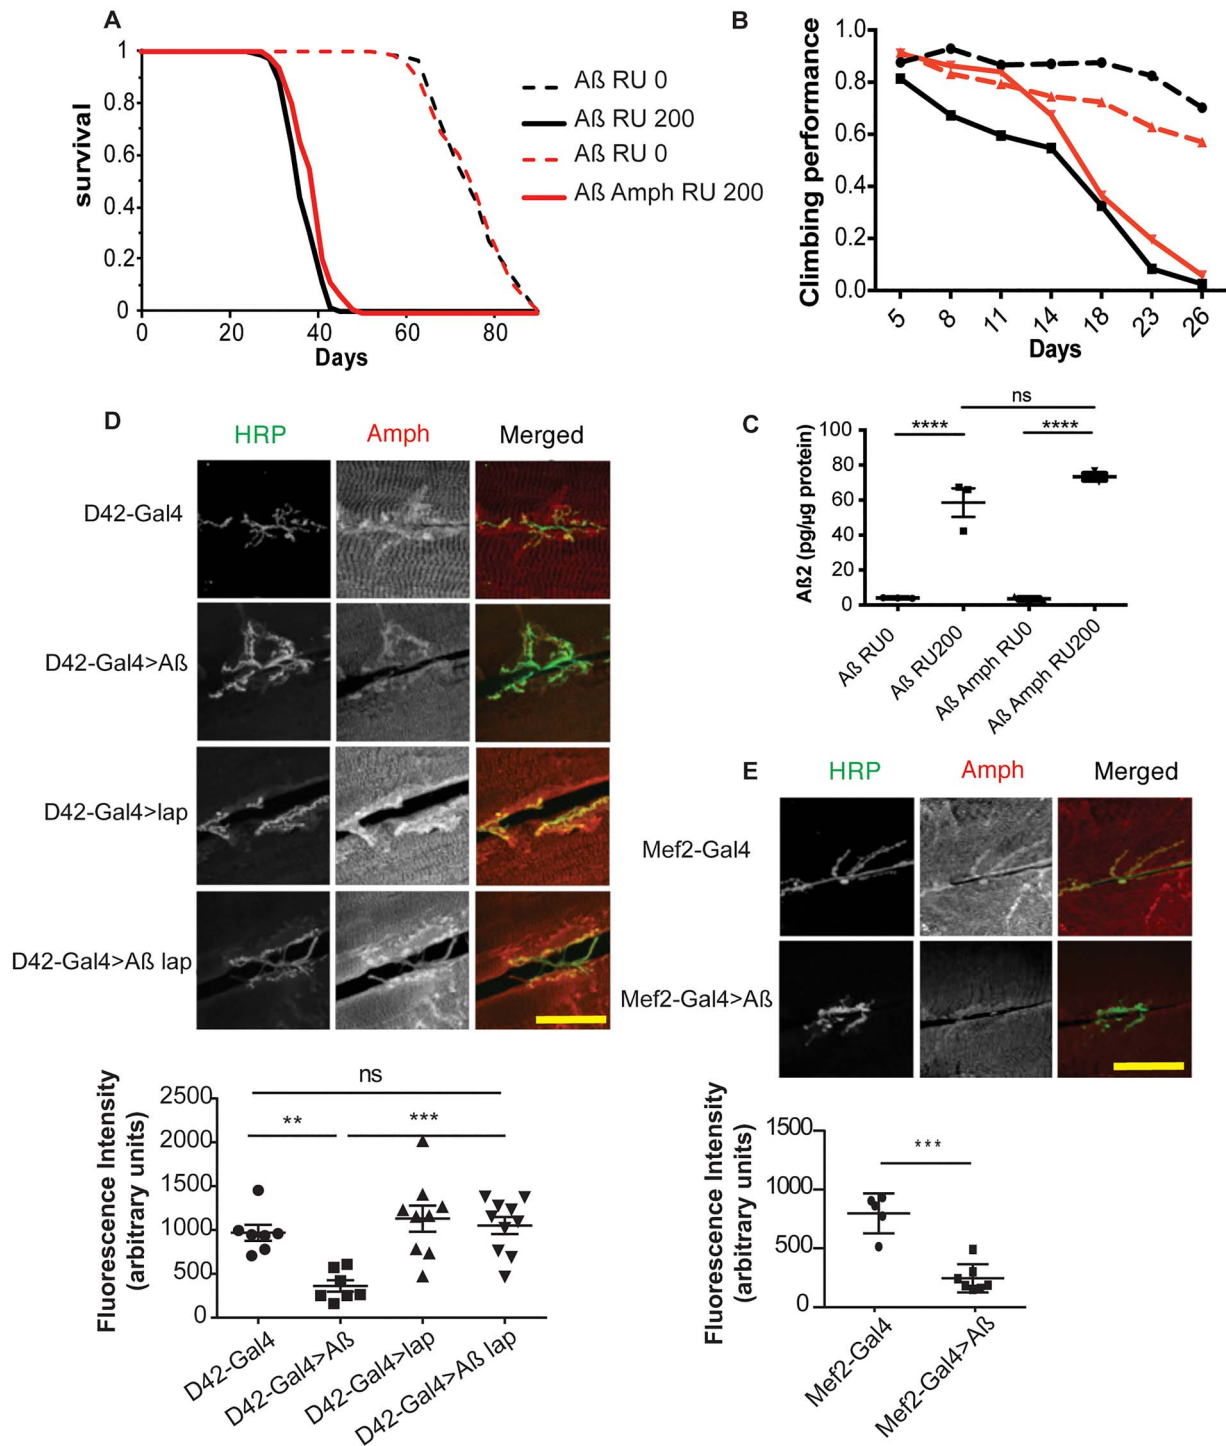 A
survival
1
0.8
0.6
0.4
0.2
0
0 20 40 60 80
Days
Aß RU 0
Aß RU 200
Aß RU 0
Aß Amph RU 200
B
Climbing performance
1.0
0.8
0.6
0.4
0.2
0.0
5 8 11 14 18 23 26
Days
D
HRP Amph Merged
D42-Gal4
D42-Gal4>Aß
D42-Gal4>lap
D42-Gal4>Aß lap
Fluorescence Intensity
(arbitrary units)
ns
** ***
2500
2000
1500
1000
500
0
D42-Gal4
D42-Gal4>Aß
D42-Gal4>lap
D42-Gal4>Aß lap
C
ns
**** ****
Aß2 (pg/µg protein)
100
80
60
40
20
0
Aß RU0
Aß RU200
Aß Amph RU0
Aß Amph RU200
E
HRP Amph Merged
Mef2-Gal4
Mef2-Gal4>Aß
Fluorescence Intensity
(arbitrary units)
***
1500
1000
500
0
Mef2-Gal4
Mef2-Gal4>Aß